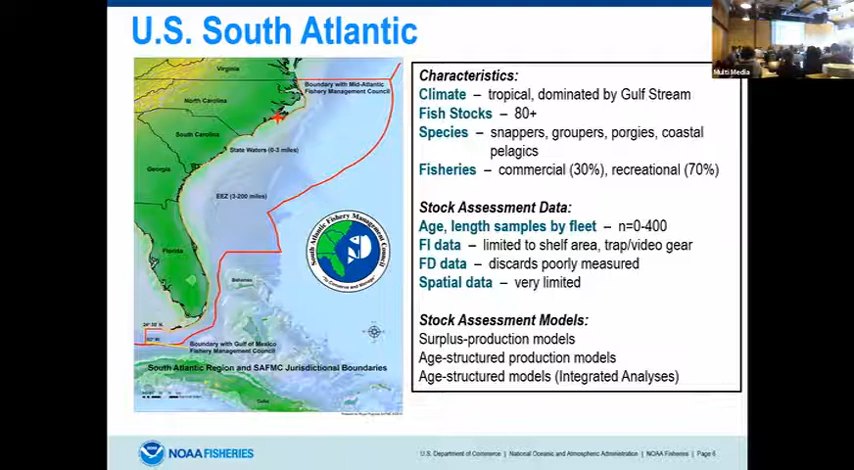 U.S. South Atlantic
Multi Media
Virginia
Boundary with Mid-Atlantic
Fishery Management Council
North Carolina
South Carolina
State Waters (0-3 miles)
Georgia
EEZ (3-200 miles)
Florida
South Atlantic Fishery Management Council
"To Conserve and Manage"
Bahamas
Boundary with Gulf of Mexico
Fishery Management Council
South Atlantic Region and SAFMC Jurisdictional Boundaries
Cuba
Characteristics:
Climate – tropical, dominated by Gulf Stream
Fish Stocks – 80+
Species – snappers, groupers, porgies, coastal
pelagics
Fisheries – commercial (30%), recreational (70%)
Stock Assessment Data:
Age, length samples by fleet – n=0-400
FI data – limited to shelf area, trap/video gear
FD data – discards poorly measured
Spatial data – very limited
Stock Assessment Models:
Surplus-production models
Age-structured production models
Age-structured models (Integrated Analyses)
NOAA FISHERIES
U.S. Department of Commerce | National Oceanic and Atmospheric Administration | NOAA Fisheries | Page 6